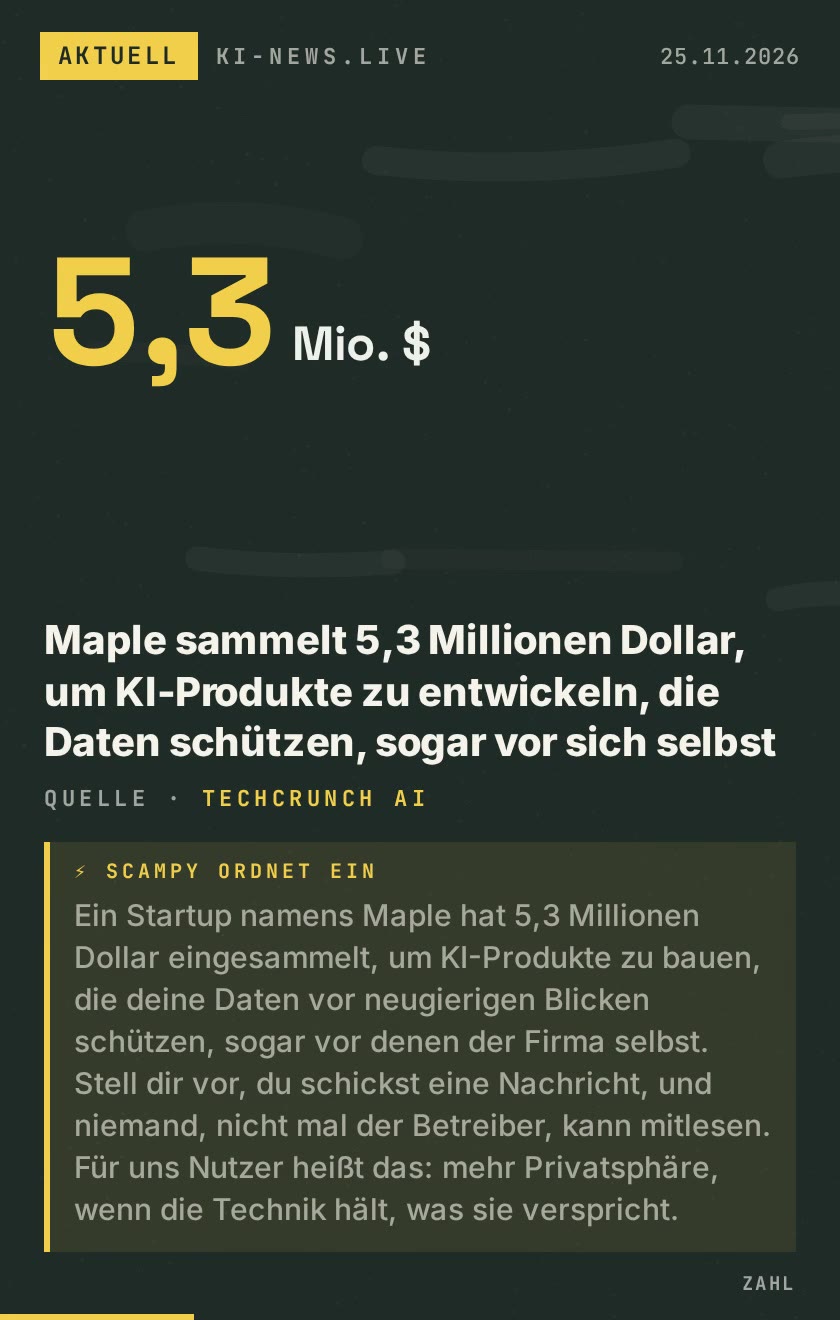 AKTUELL KI-NEWS.LIVE 25.11.2026
5,3 Mio. $
Maple sammelt 5,3 Millionen Dollar,
um KI-Produkte zu entwickeln, die
Daten schützen, sogar vor sich selbst
QUELLE · TECHCRUNCH AI
⚡ SCAMPY ORDNET EIN
Ein Startup namens Maple hat 5,3 Millionen
Dollar eingesammelt, um KI-Produkte zu bauen,
die deine Daten vor neugierigen Blicken
schützen, sogar vor denen der Firma selbst.
Stell dir vor, du schickst eine Nachricht, und
niemand, nicht mal der Betreiber, kann mitlesen.
Für uns Nutzer heißt das: mehr Privatsphäre,
wenn die Technik hält, was sie verspricht.
ZAHL